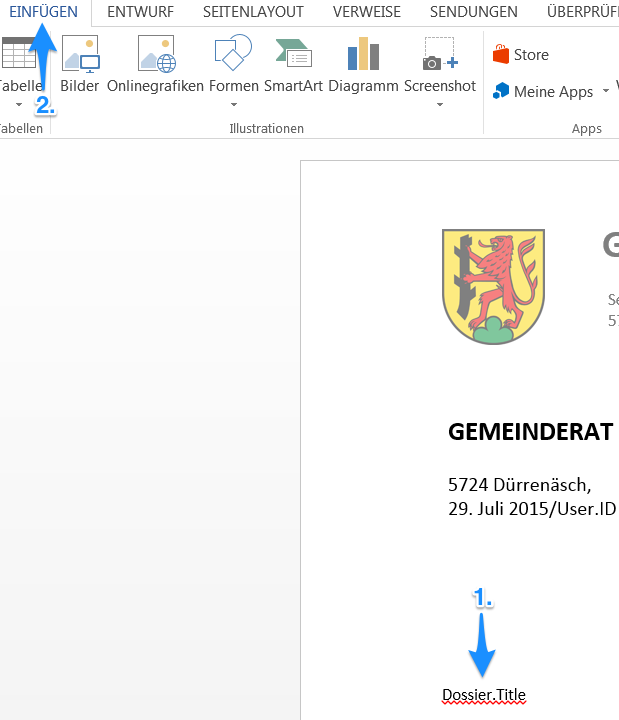 EINFÜGEN ENTWURF SEITENLAYOUT VERWEISE SENDUNGEN ÜBERPRÜF
Tabelle Bilder Onlinegrafiken Formen SmartArt Diagramm Screenshot
Store
Meine Apps
2.
Tabellen Illustrationen Apps
G
Se
57
GEMEINDERAT
5724 Dürrenäsch,
29. Juli 2015/User.ID
1.
Dossier.Title